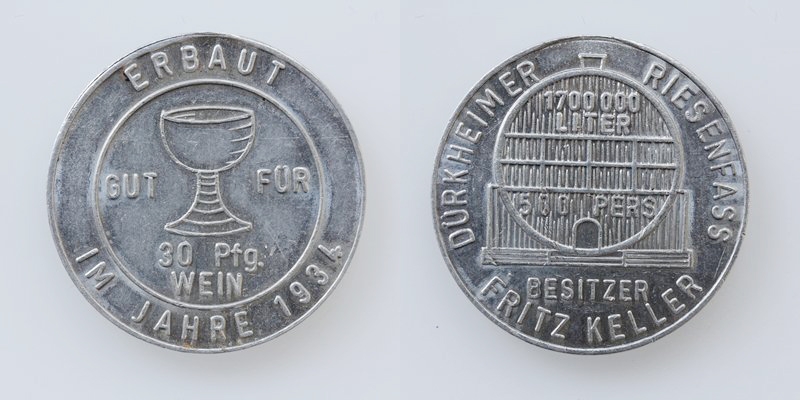 ERBAUT
GUT FÜR
30 Pfg.
WEIN
IM JAHRE 1934
DÜRKHEIMER RIESENFASS
1700000
LITER
500 PERS
BESITZER
FRITZ KELLER